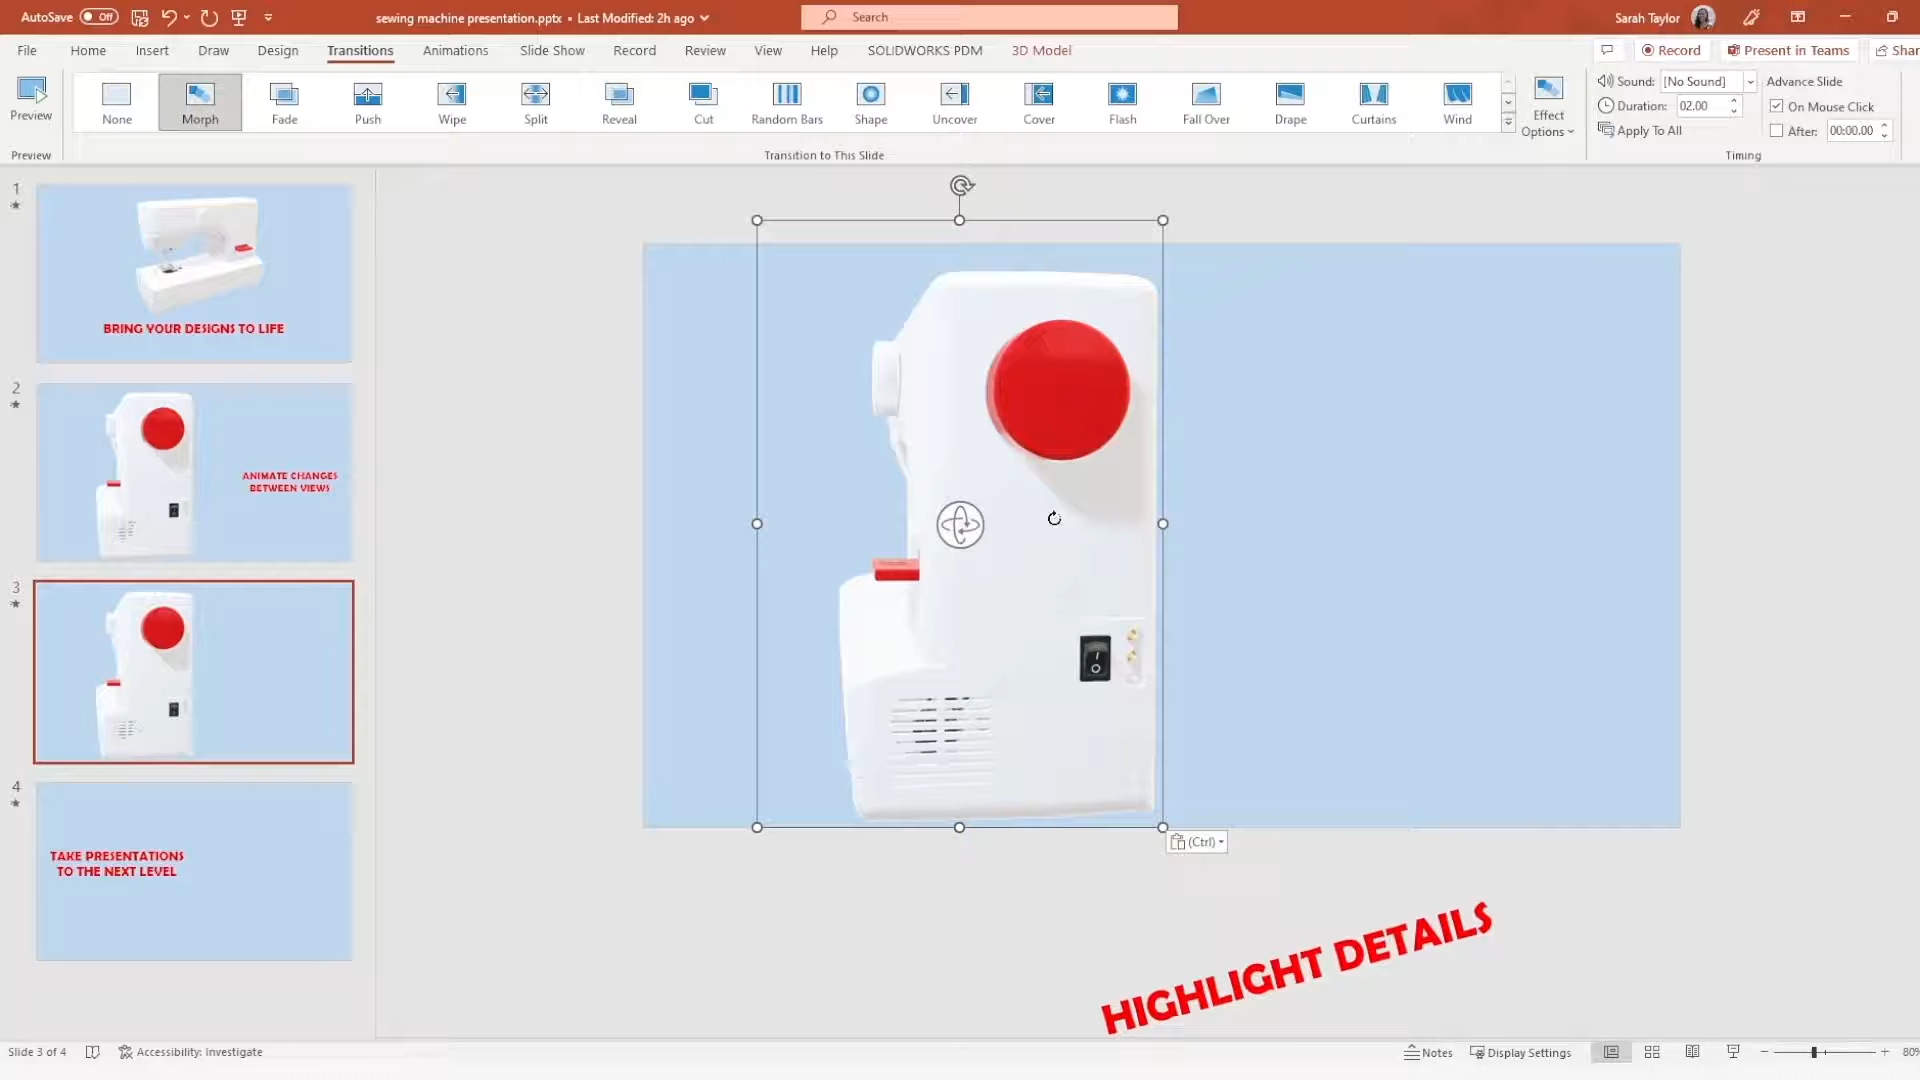 AutoSave Off sewing machine presentation.pptx • Last Modified: 2h ago Search Sarah Taylor
File Home Insert Draw Design Transitions Animations Slide Show Record Review View Help SOLIDWORKS PDM 3D Model Record Present in Teams Shar
Preview None Morph Fade Push Wipe Split Reveal Cut Random Bars Shape Uncover Cover Flash Fall Over Drape Curtains Wind Effect Options
Sound: [No Sound] Advance Slide
Duration: 02.00 On Mouse Click
Apply To All After: 00:00.00
Preview Transition to This Slide Timing
1
BRING YOUR DESIGNS TO LIFE
2
ANIMATE CHANGES
BETWEEN VIEWS
3
4
TAKE PRESENTATIONS
TO THE NEXT LEVEL
(Ctrl)
HIGHLIGHT DETAILS
Slide 3 of 4 Accessibility: Investigate Notes Display Settings 80%